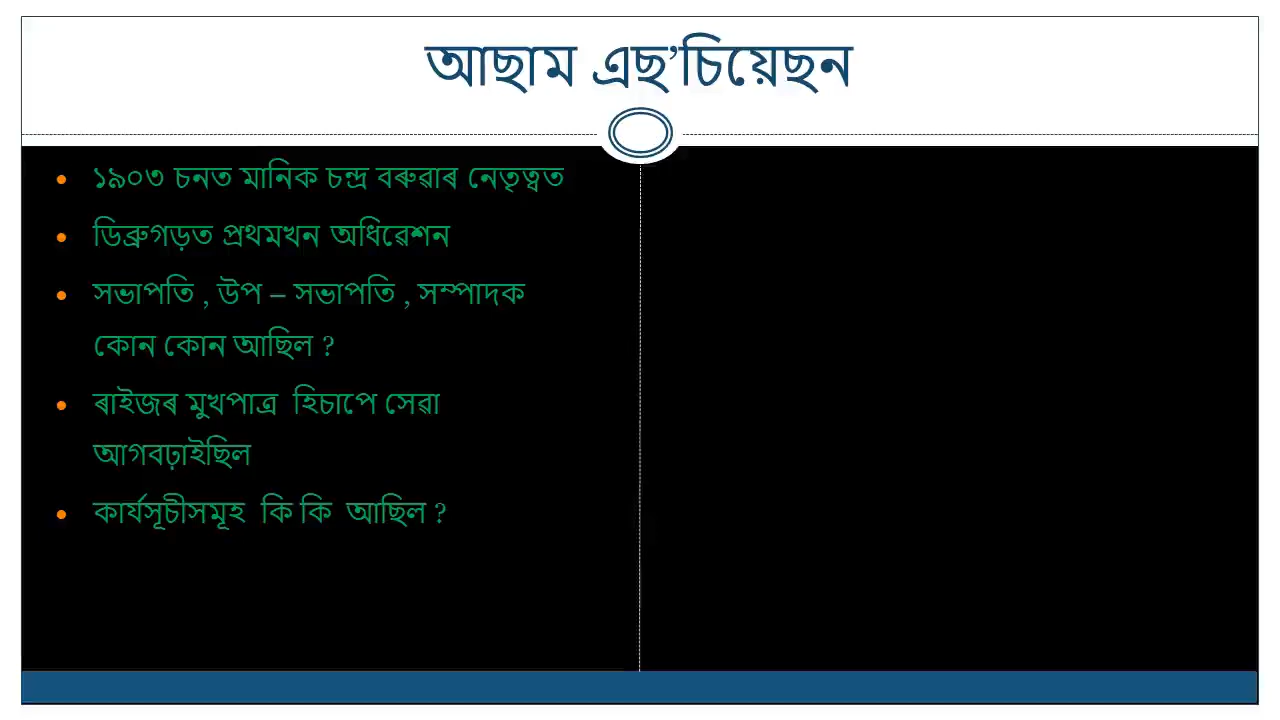 আছাম এছ’চিয়েছন
১৯০৩ চনত মানিক চন্দ্ৰ বৰুৱাৰ নেতৃত্বত
ডিব্ৰুগড়ত প্ৰথমখন অধিৱেশন
সভাপতি , উপ – সভাপতি , সম্পাদক
কোন কোন আছিল ?
ৰাইজৰ মুখপাত্ৰ হিচাপে সেৱা
আগবঢ়াইছিল
কাৰ্যসূচীসমূহ কি কি আছিল ?